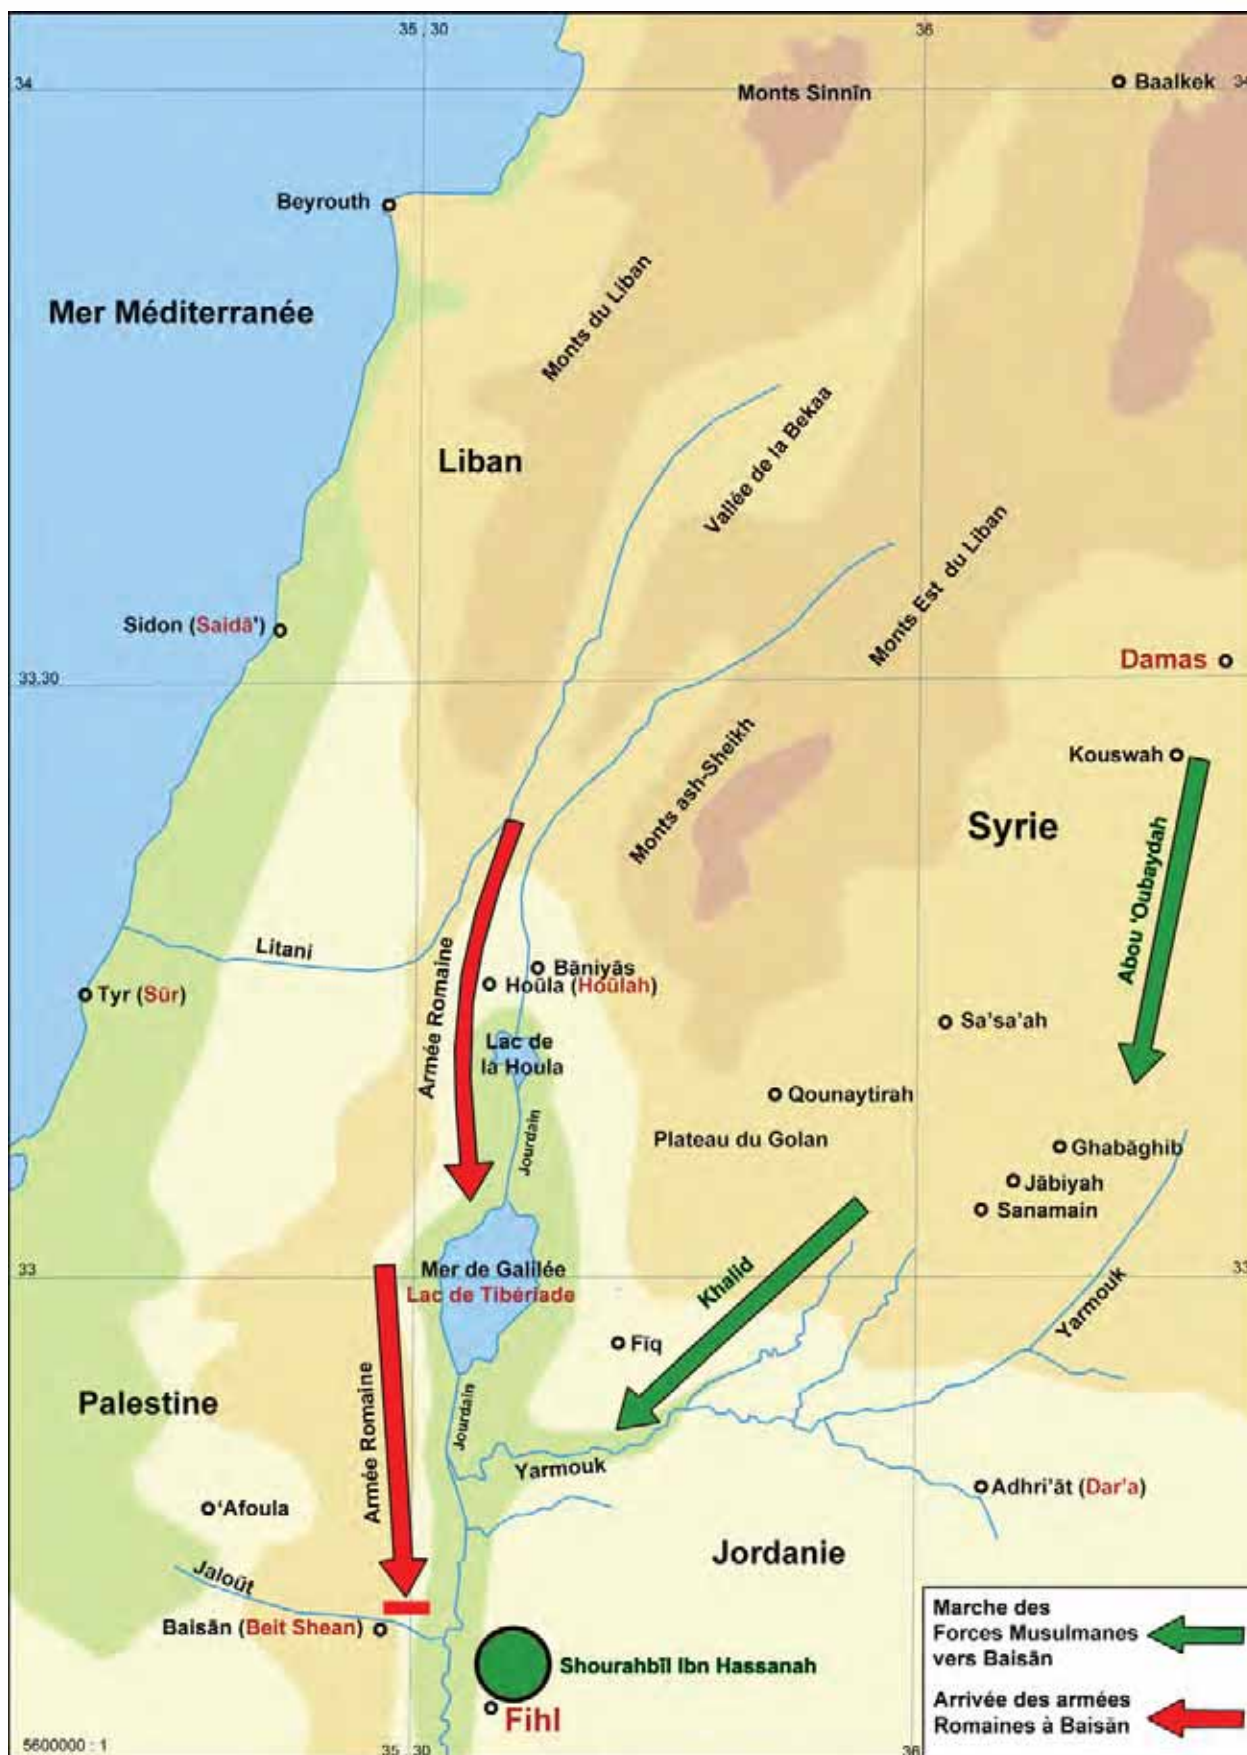 35,30
36
34
Monts Sinnīn
Baalkek
34
Beyrouth
Mer Méditerranée
Monts du Liban
Liban
Vallée de la Bekaa
Monts Est du Liban
Sidon (Saidā')
Damas
33,30
Monts ash-Sheikh
Kouswah
Syrie
Abou 'Oubaydah
Litani
Armée Romaine
Bāniyās
Hoûla (Hoûlah)
Tyr (Sūr)
Sa'sa'ah
Lac de
la Houla
Qounaytirah
Jourdain
Plateau du Golan
Ghabāghib
Jābiyah
Sanamain
33
Mer de Galilée
Lac de Tibériade
Khalid
33
Yarmouk
Fīq
Palestine
Armée Romaine
Jourdain
Yarmouk
Adhri'āt (Dar'a)
'Afoula
Jordanie
Jaloūt
Baisān (Beit Shean)
Shourahbīl Ibn Hassanah
Fihl
Marche des
Forces Musulmanes
vers Baisān
Arrivée des armées
Romaines à Baisān
5600000 : 1
35,30
36